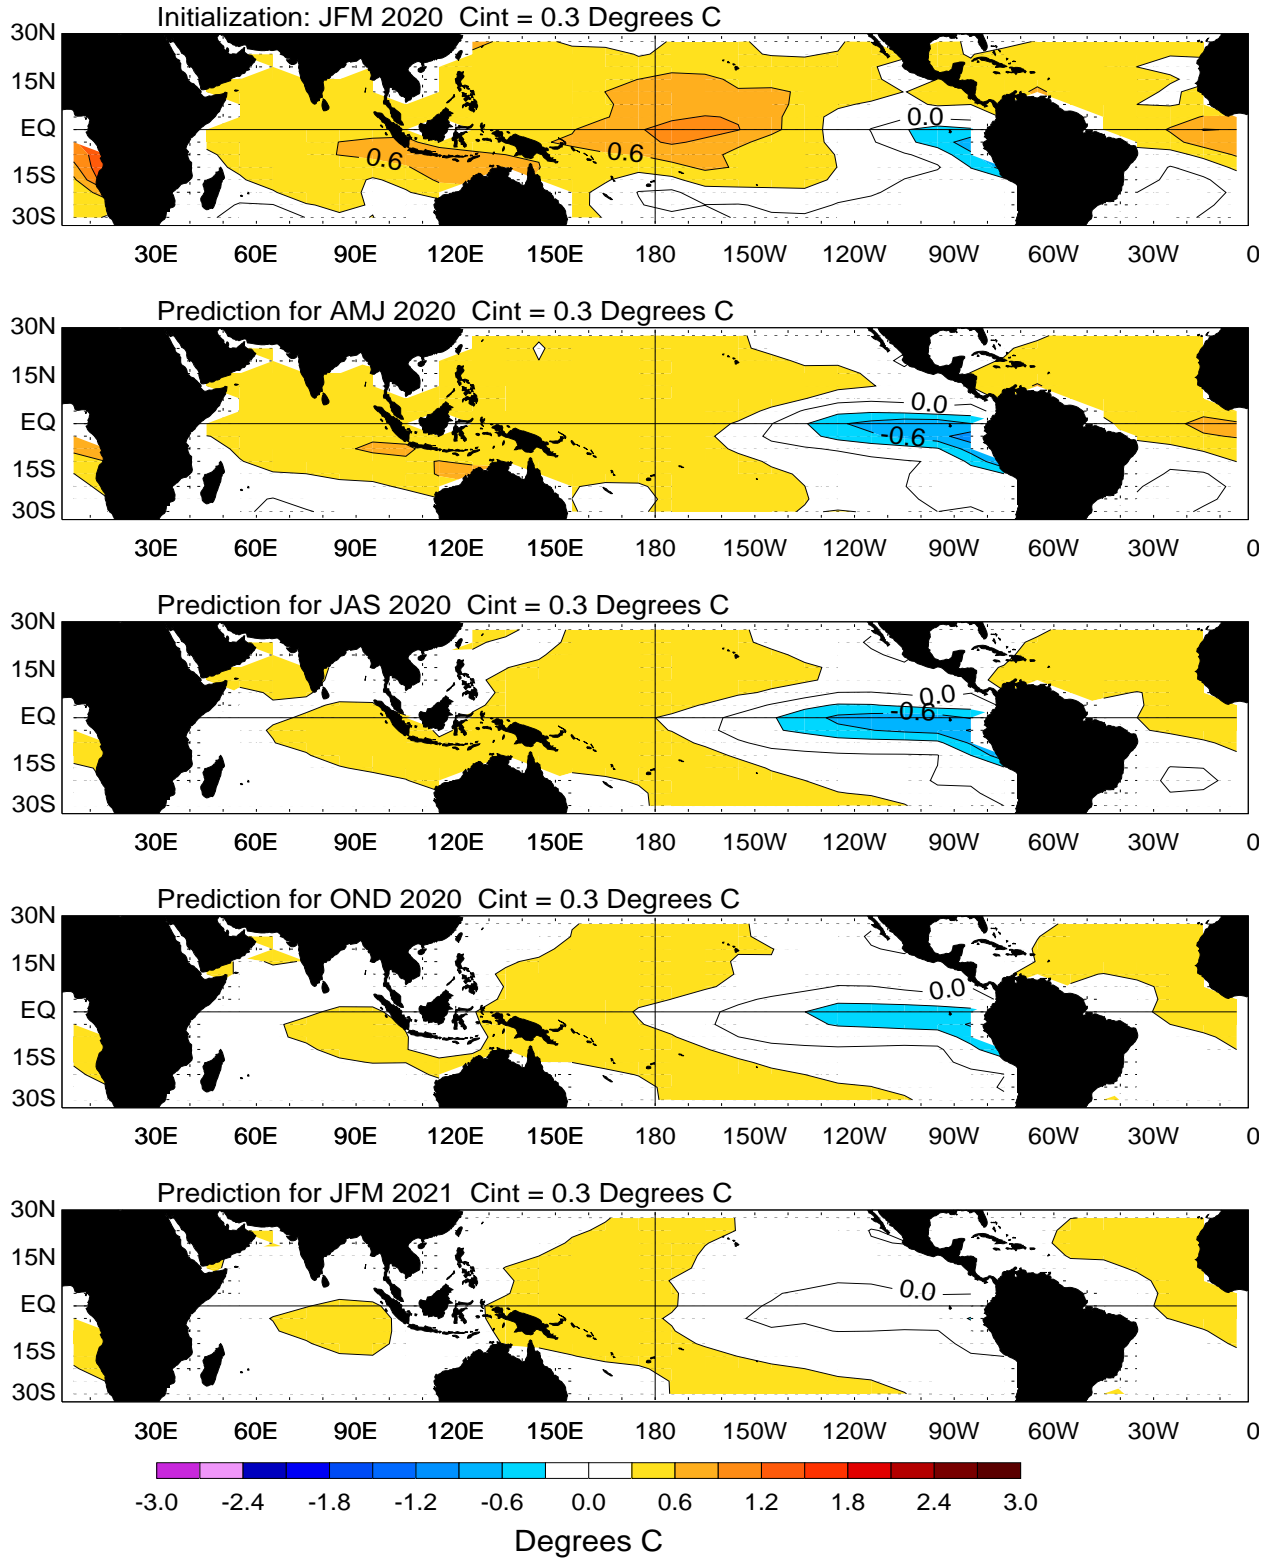 Initialization: JFM 2020  Cint = 0.3 Degrees C
30N
15N
EQ
15S
30S
0.0
0.6
0.6
30E 60E 90E 120E 150E 180 150W 120W 90W 60W 30W 0
Prediction for AMJ 2020  Cint = 0.3 Degrees C
30N
15N
EQ
15S
30S
0.0
-0.6
30E 60E 90E 120E 150E 180 150W 120W 90W 60W 30W 0
Prediction for JAS 2020  Cint = 0.3 Degrees C
30N
15N
EQ
15S
30S
0.0
-0.6
30E 60E 90E 120E 150E 180 150W 120W 90W 60W 30W 0
Prediction for OND 2020  Cint = 0.3 Degrees C
30N
15N
EQ
15S
30S
0.0
30E 60E 90E 120E 150E 180 150W 120W 90W 60W 30W 0
Prediction for JFM 2021  Cint = 0.3 Degrees C
30N
15N
EQ
15S
30S
0.0
30E 60E 90E 120E 150E 180 150W 120W 90W 60W 30W 0
-3.0 -2.4 -1.8 -1.2 -0.6 0.0 0.6 1.2 1.8 2.4 3.0
Degrees C